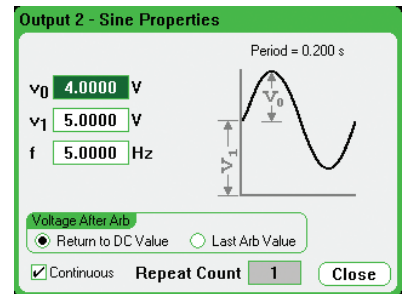 Output 2 - Sine Properties
Period = 0.200 s
v0 4.0000 V
v1 5.0000 V
f 5.0000 Hz
V0
V1
Voltage After Arb
Return to DC Value Last Arb Value
Continuous Repeat Count 1 Close